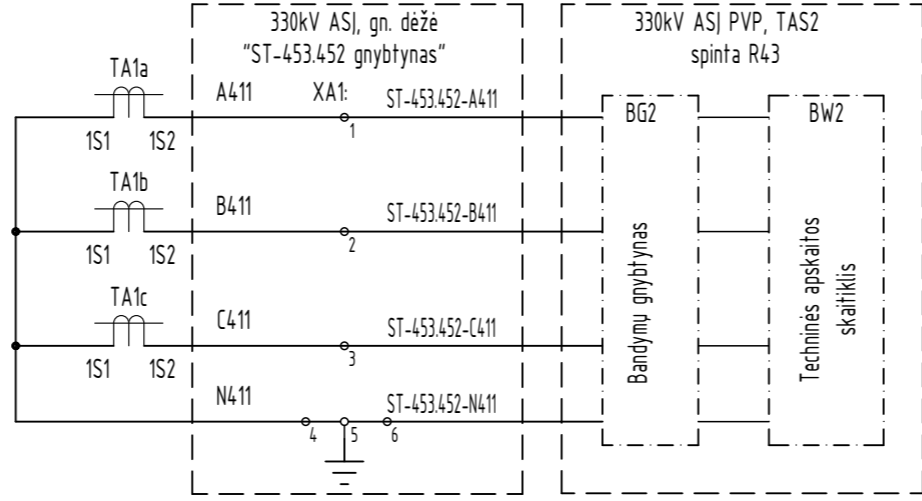 330kV ASĮ, gn. dėžė
"ST-453.452 gnybtynas"
330kV ASĮ PVP, TAS2
spinta R43
TA1a
A411
XA1:
ST-453.452-A411
BG2
BW2
1S1
1S2
1
TA1b
B411
ST-453.452-B411
1S1
1S2
2
TA1c
C411
ST-453.452-C411
1S1
1S2
3
N411
ST-453.452-N411
4
5
6
Bandymų gnybtynas
Techninės apskaitos
skaitiklis